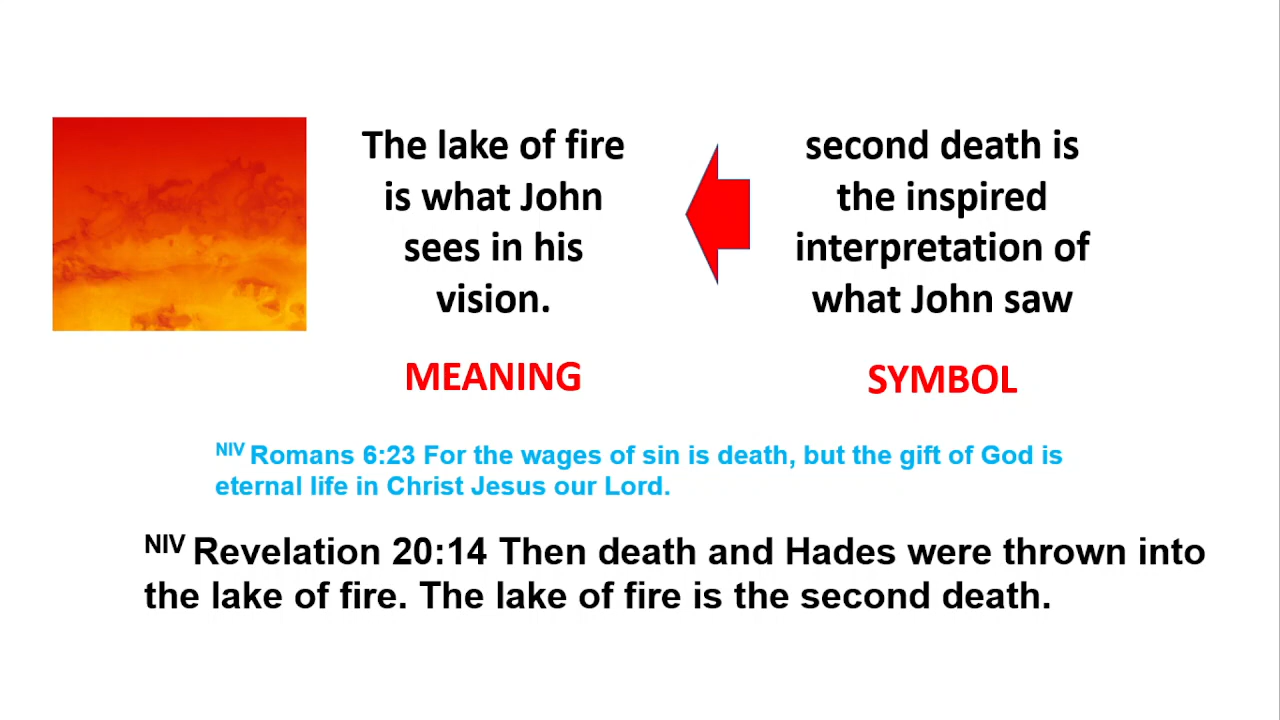 The lake of fire
is what John
sees in his
vision.
MEANING
second death is
the inspired
interpretation of
what John saw
SYMBOL
NIV Romans 6:23 For the wages of sin is death, but the gift of God is
eternal life in Christ Jesus our Lord.
NIV Revelation 20:14 Then death and Hades were thrown into
the lake of fire. The lake of fire is the second death.